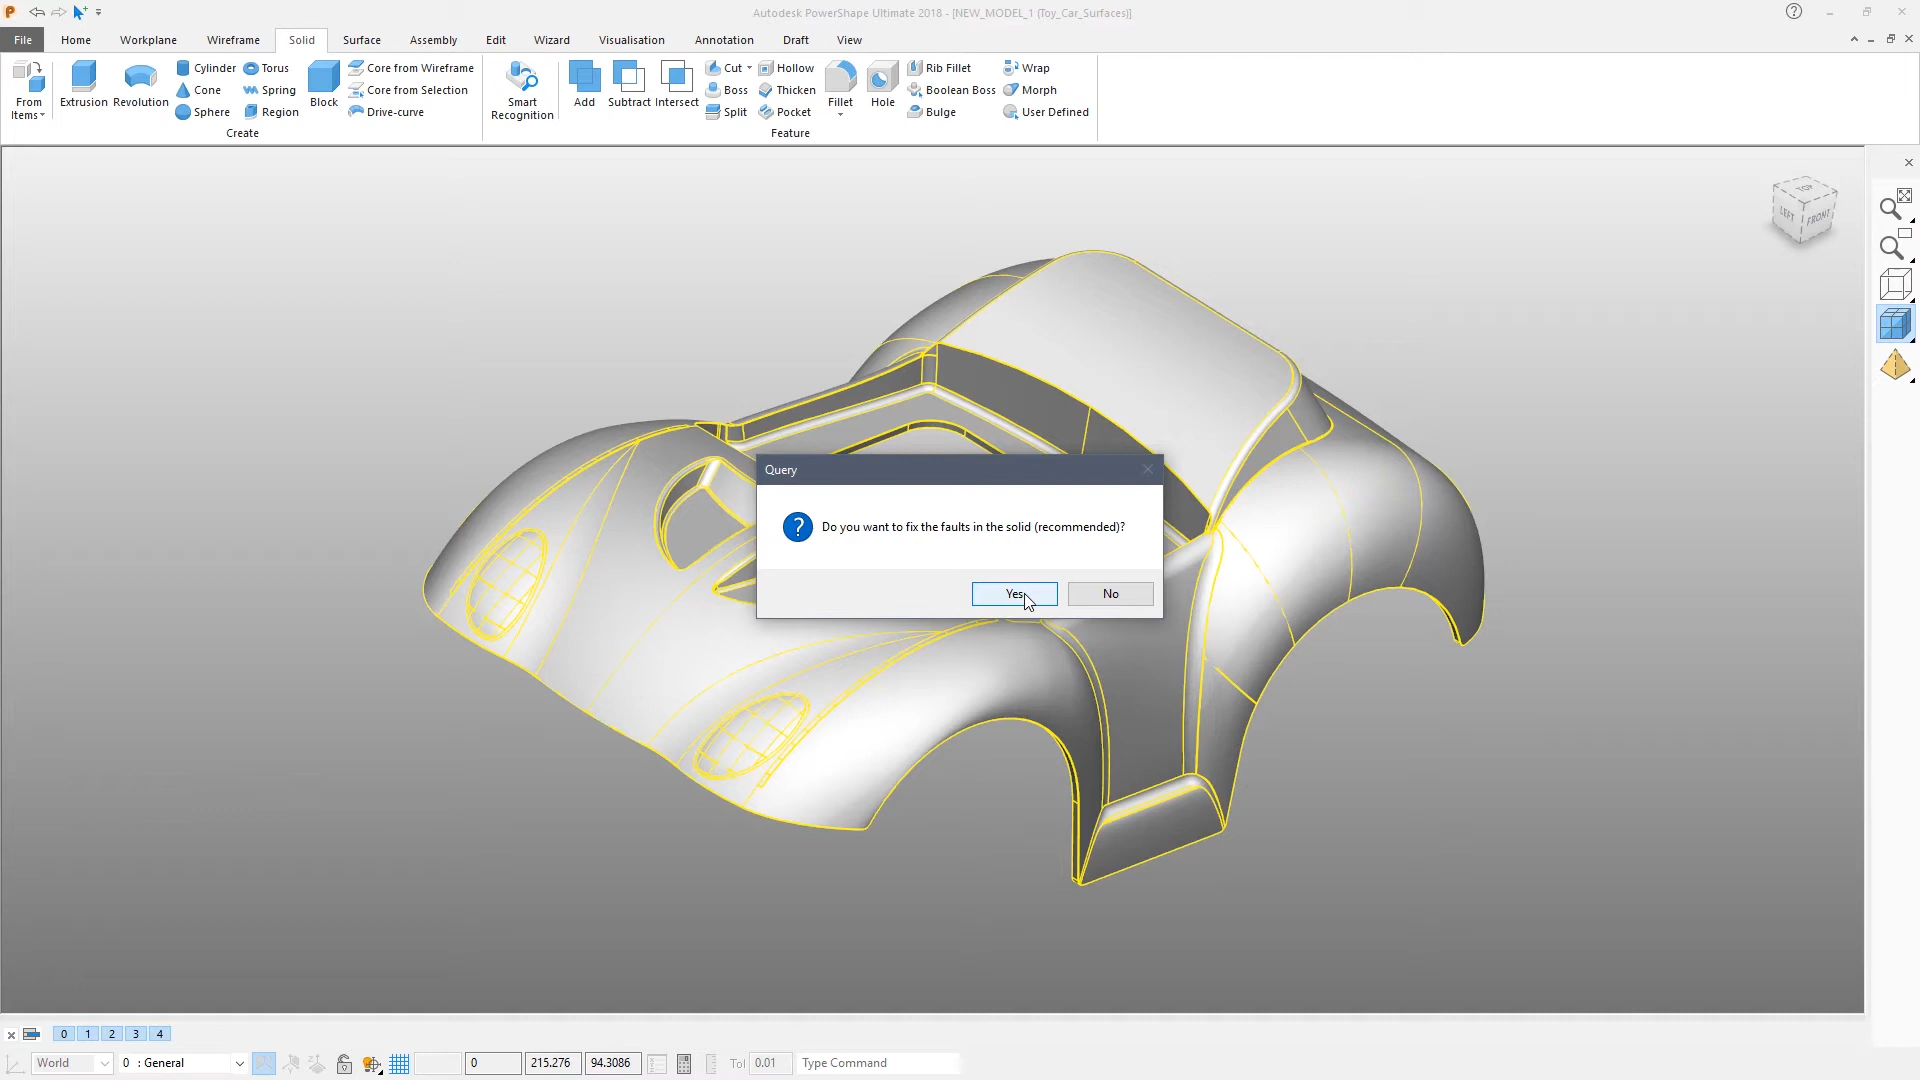 Autodesk PowerShape Ultimate 2018 - [NEW_MODEL_1 (Toy_Car_Surfaces)]
File Home Workplane Wireframe Solid Surface Assembly Edit Wizard Visualisation Annotation Draft View
From Items
Extrusion
Revolution
Cylinder
Cone
Sphere
Torus
Spring
Region
Block
Core from Wireframe
Core from Selection
Drive-curve
Create
Smart Recognition
Add
Subtract
Intersect
Cut
Boss
Split
Hollow
Thicken
Pocket
Fillet
Hole
Rib Fillet
Boolean Boss
Bulge
Wrap
Morph
User Defined
Feature
TOP
LEFT
FRONT
Query
Do you want to fix the faults in the solid (recommended)?
Yes No
0 1 2 3 4
World 0 : General 0 215.276 94.3086 Tol 0.01 Type Command